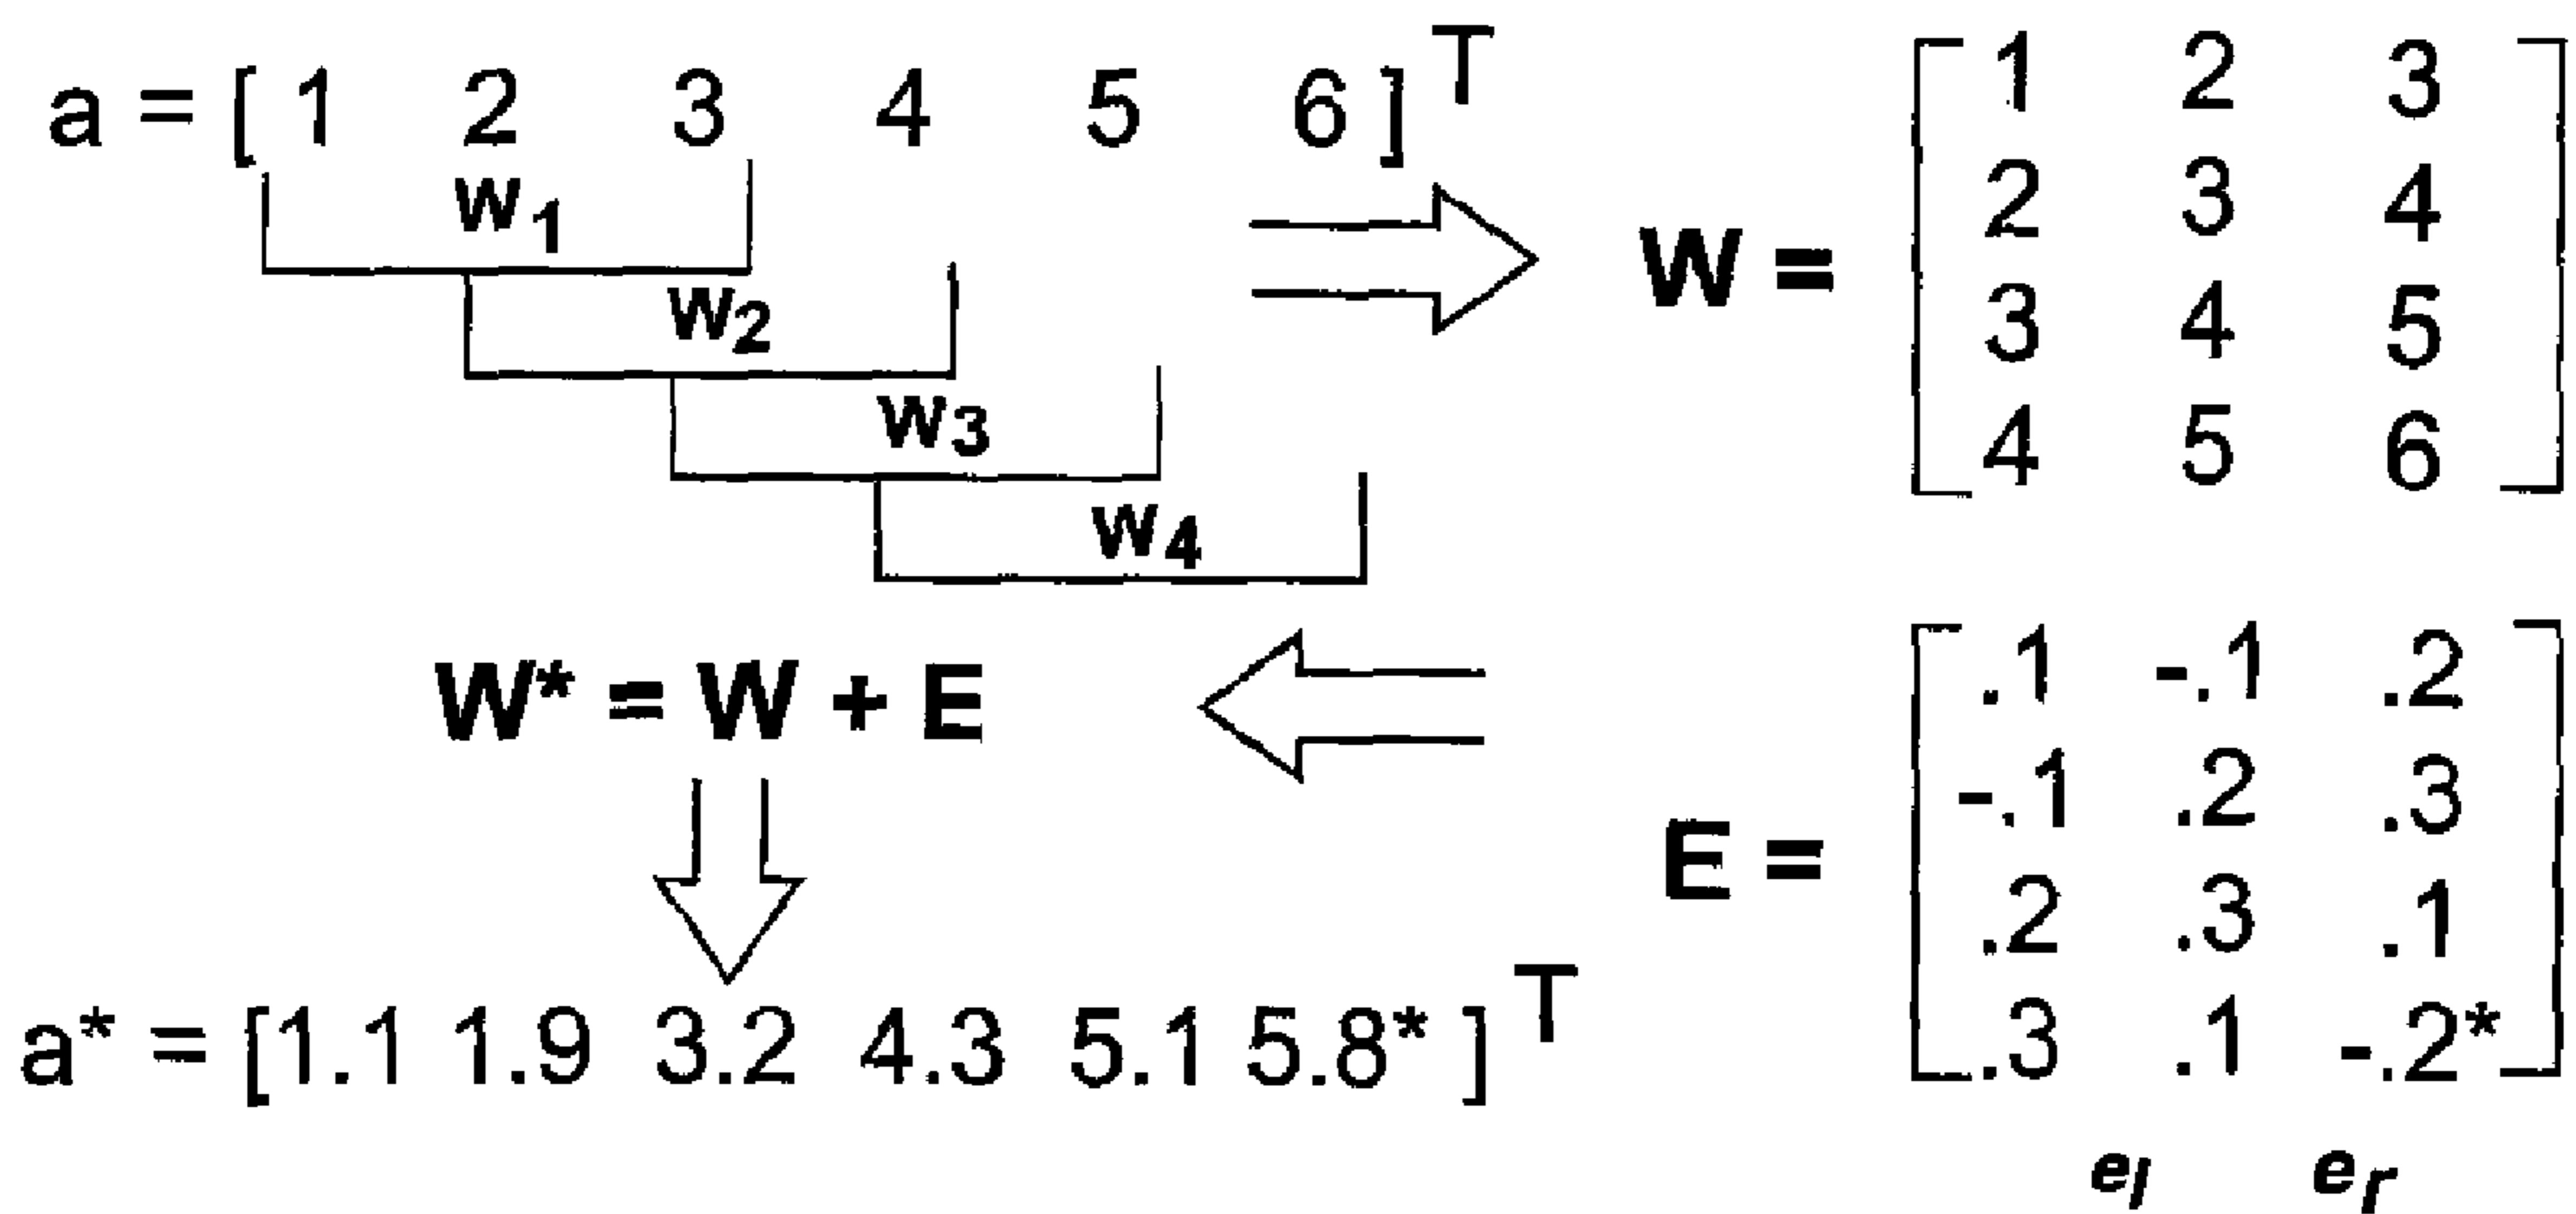 a = [ 1 2 3 4 5 6 ] T
w1
w2
w3
w4
W =
1 2 3
2 3 4
3 4 5
4 5 6
W* = W + E
E =
.1 -.1 .2
-.1 .2 .3
.2 .3 .1
.3 .1 -.2*
el er
a* = [1.1 1.9 3.2 4.3 5.1 5.8* ] T